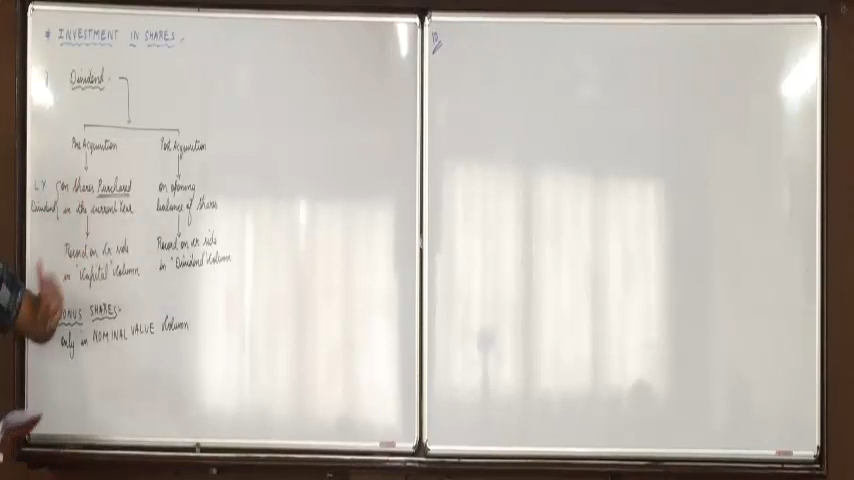 # INVESTMENT IN SHARES.
Dividend.
Pre Acquisition
Post Acquisition
L Y
Dividend
on Shares Purchased
in the current Year
on opening
balance of shares
Record on Cr side
in "Capital" Column
Record on Cr side
in "Dividend" Column
BONUS SHARES:-
only in NOMINAL VALUE Column
10